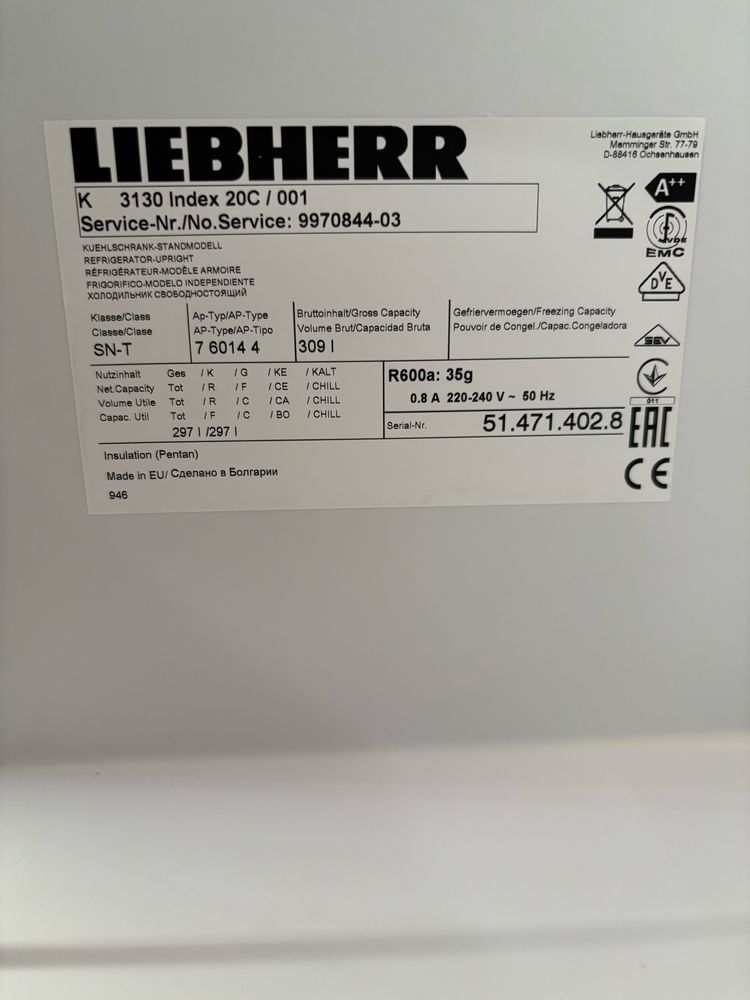 LIEBHERR
Liebherr-Hausgeräte GmbH
Memminger Str. 77-79
D-88416 Ochsenhausen
K 3130 Index 20C / 001
Service-Nr./No.Service: 9970844-03
A++
VDE
EMC
DVE
SEV
011
EAC
CE
KUEHLSCHRANK-STANDMODELL
REFRIGERATOR-UPRIGHT
RÉFRIGÉRATEUR-MODÈLE ARMOIRE
FRIGORIFICO-MODELO INDEPENDIENTE
ХОЛОДИЛЬНИК СВОБОДНОСТОЯЩИЙ
Klasse/Class
Classe/Clase
SN-T
Ap-Typ/AP-Type
AP-Type/AP-Tipo
7 6014 4
Bruttoinhalt/Gross Capacity
Volume Brut/Capacidad Bruta
309 l
Gefriervermoegen/Freezing Capacity
Pouvoir de Congel./Capac.Congeladora
Nutzinhalt Ges / K / G / KE / KALT
Net.Capacity Tot / R / F / CE / CHILL
Volume Utile Tot / R / C / CA / CHILL
Capac. Util Tot / F / C / BO / CHILL
297 l /297 l
R600a: 35g
0.8 A 220-240 V ~ 50 Hz
Serial-Nr. 51.471.402.8
Insulation (Pentan)
Made in EU/ Сделано в Болгарии
946